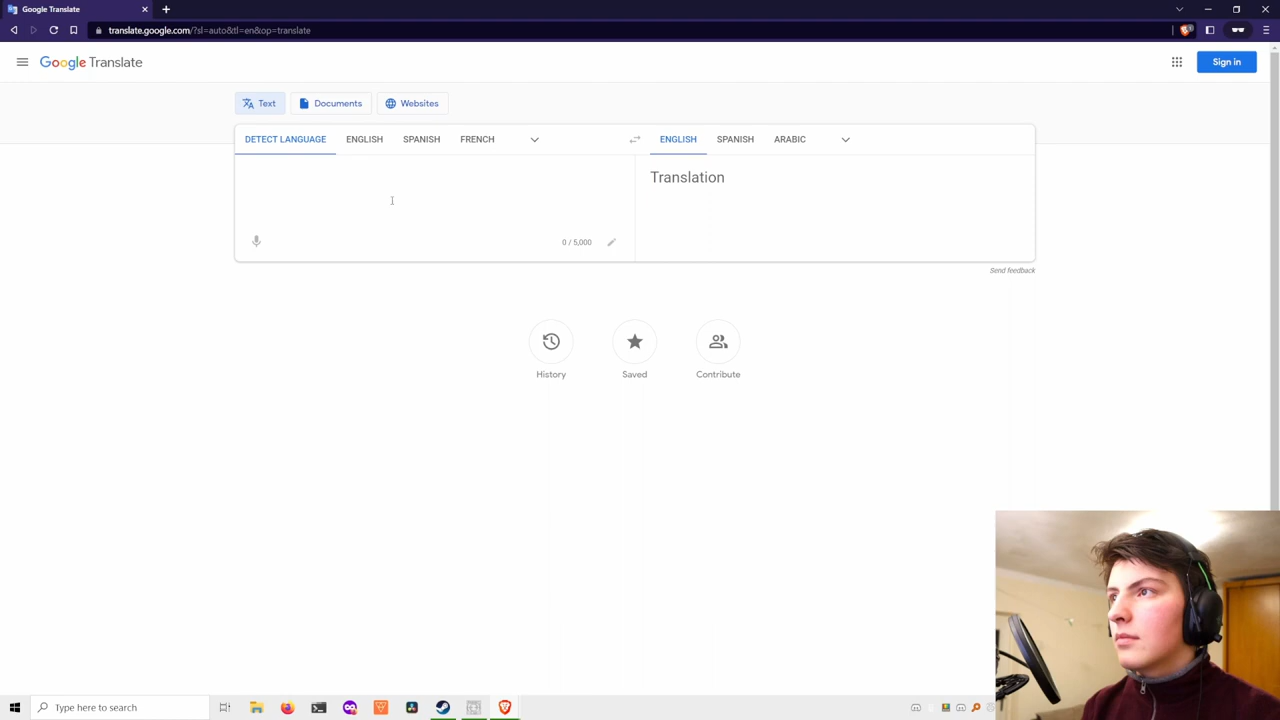 Google Translate
translate.google.com/?sl=auto&tl=en&op=translate
Google Translate
Sign in
Text
Documents
Websites
DETECT LANGUAGE
ENGLISH
SPANISH
FRENCH
ENGLISH
SPANISH
ARABIC
Translation
0 / 5,000
Send feedback
History
Saved
Contribute
Type here to search